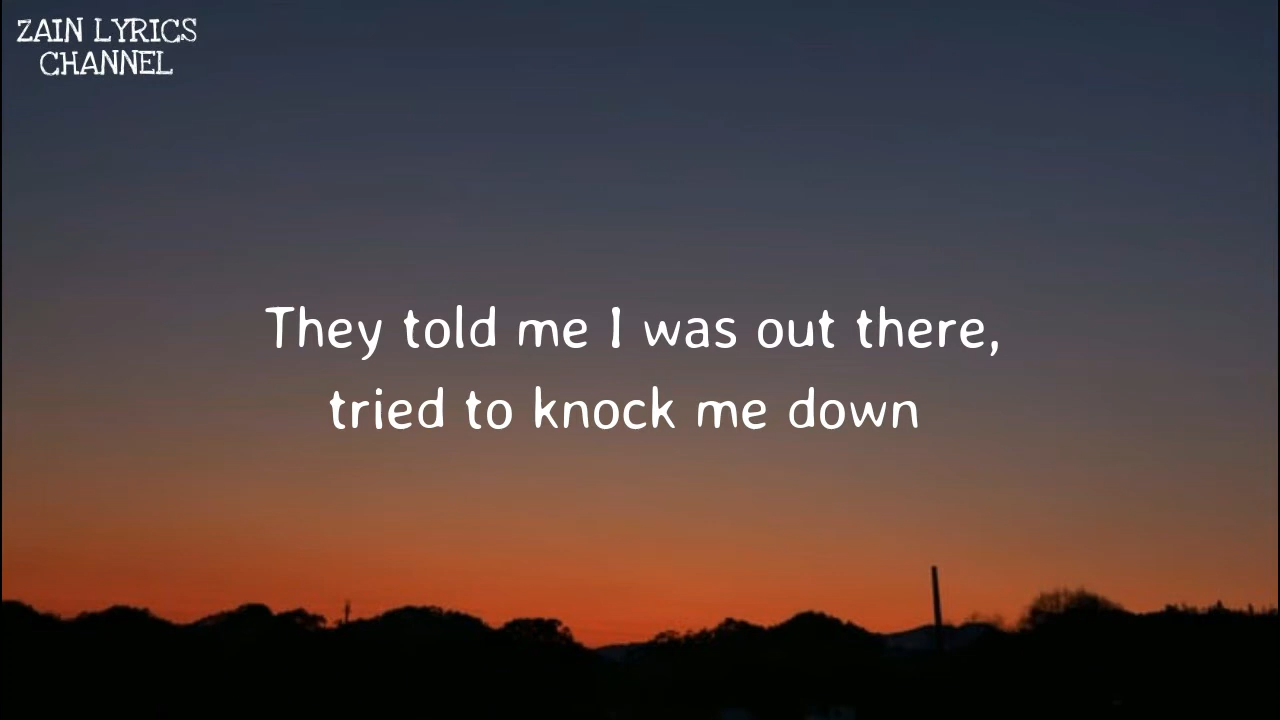 ZAIN LYRICS
CHANNEL
They told me I was out there,
tried to knock me down